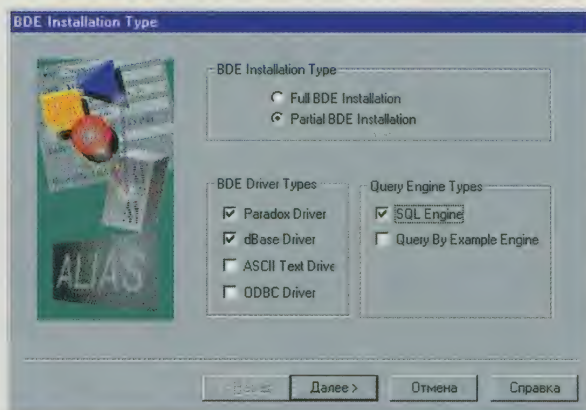 BDE Installation Type
BDE Installation Type
Full BDE Installation
Partial BDE Installation
BDE Driver Types
Paradox Driver
dBase Driver
ASCII Text Drive
ODBC Driver
Query Engine Types
SQL Engine
Query By Example Engine
ALIAS
Далее >
Отмена
Справка